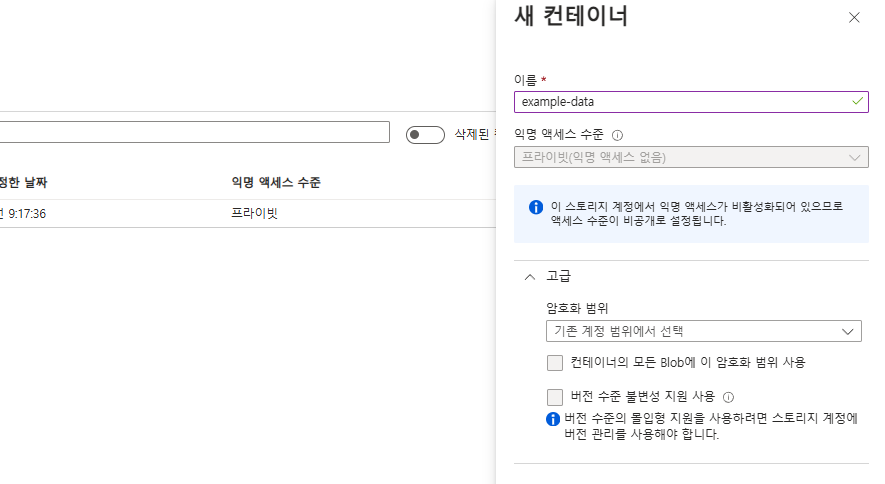 새 컨테이너
이름 *
example-data
익명 액세스 수준
프라이빗(익명 액세스 없음)
이 스토리지 계정에서 익명 액세스가 비활성화되어 있으므로
액세스 수준이 비공개로 설정됩니다.
고급
암호화 범위
기존 계정 범위에서 선택
컨테이너의 모든 Blob에 이 암호화 범위 사용
버전 수준 불변성 지원 사용
버전 수준의 몰입형 지원을 사용하려면 스토리지 계정에
버전 관리를 사용해야 합니다.
삭제된
정한 날짜 익명 액세스 수준
9:17:36 프라이빗